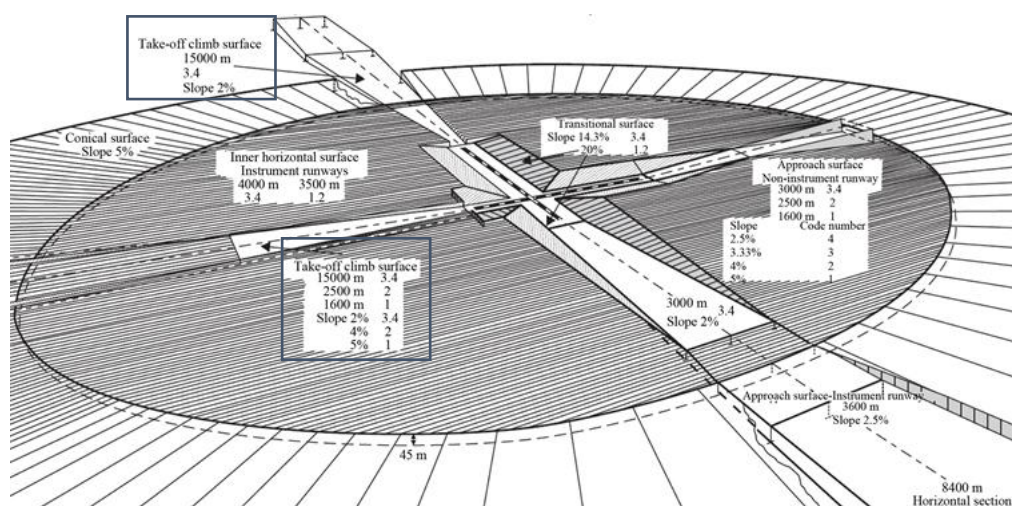 Take-off climb surface
15000 m
3.4
Slope 2%
Conical surface
Slope 5%
Inner horizontal surface
Instrument runways
4000 m 3500 m
3.4 1.2
Transitional surface
Slope 14.3% 3.4
20% 1.2
Approach surface
Non-instrument runway
3000 m 3.4
2500 m 2
1600 m 1
Slope Code number
2.5% 4
3.33% 3
4% 2
5% 1
Take-off climb surface
15000 m 3.4
2500 m 2
1600 m 1
Slope 2% 3.4
4% 2
5% 1
3000 m 3.4
Slope 2%
Approach surface-Instrument runway
3600 m
Slope 2.5%
45 m
8400 m
Horizontal section